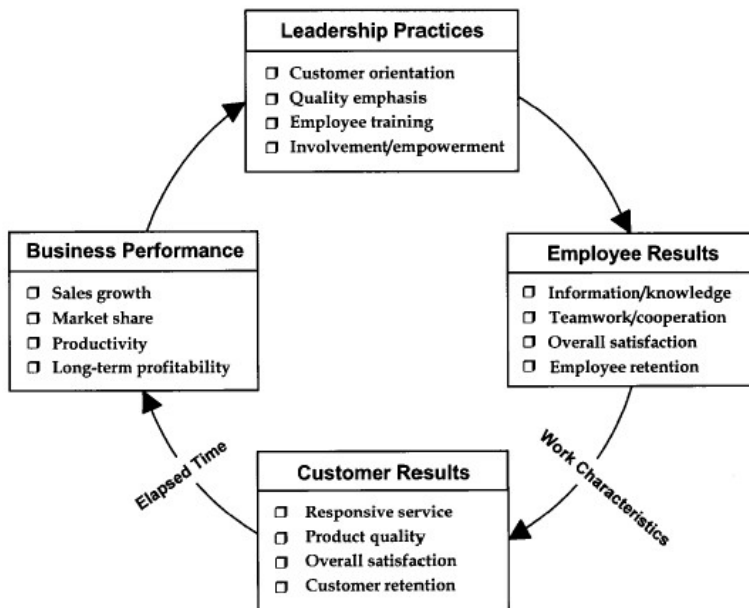 Leadership Practices
Customer orientation
Quality emphasis
Employee training
Involvement/empowerment
Business Performance
Sales growth
Market share
Productivity
Long-term profitability
Employee Results
Information/knowledge
Teamwork/cooperation
Overall satisfaction
Employee retention
Elapsed Time
Work Characteristics
Customer Results
Responsive service
Product quality
Overall satisfaction
Customer retention